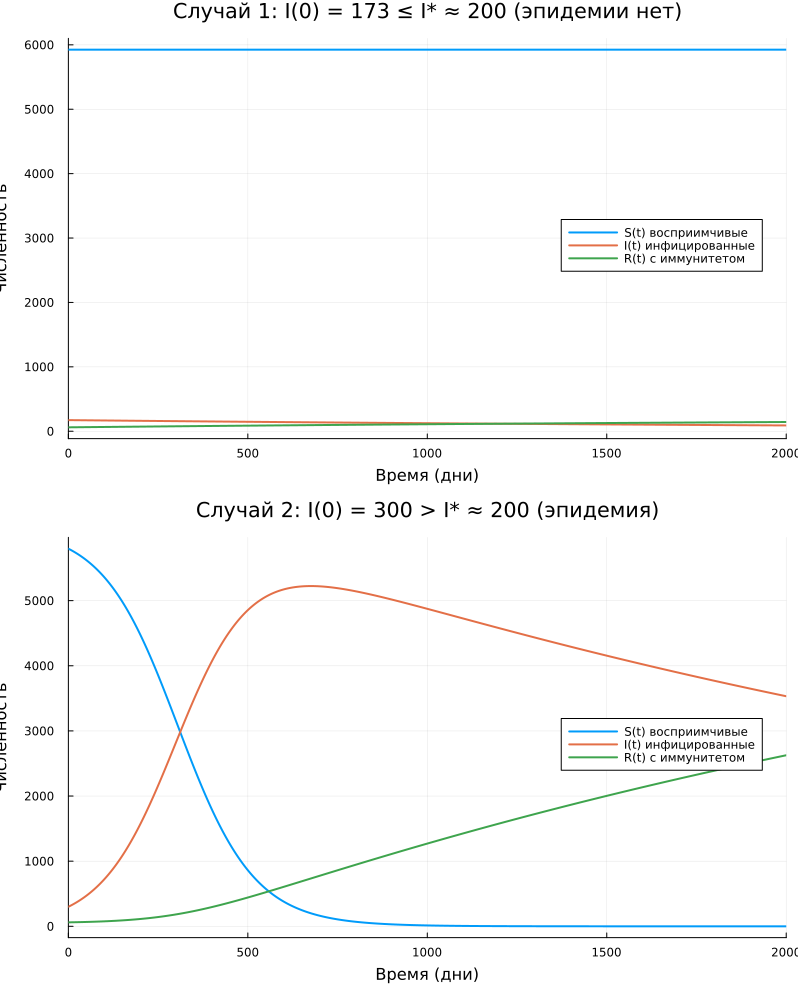 Случай 1: I(0) = 173 ≤ I* ≈ 200 (эпидемии нет)
6000
5000
4000
3000
2000
1000
0
S(t) восприимчивые
I(t) инфицированные
R(t) с иммунитетом
0 500 1000 1500 2000
Время (дни)
Случай 2: I(0) = 300 > I* ≈ 200 (эпидемия)
5000
4000
3000
2000
1000
0
S(t) восприимчивые
I(t) инфицированные
R(t) с иммунитетом
0 500 1000 1500 2000
Время (дни)